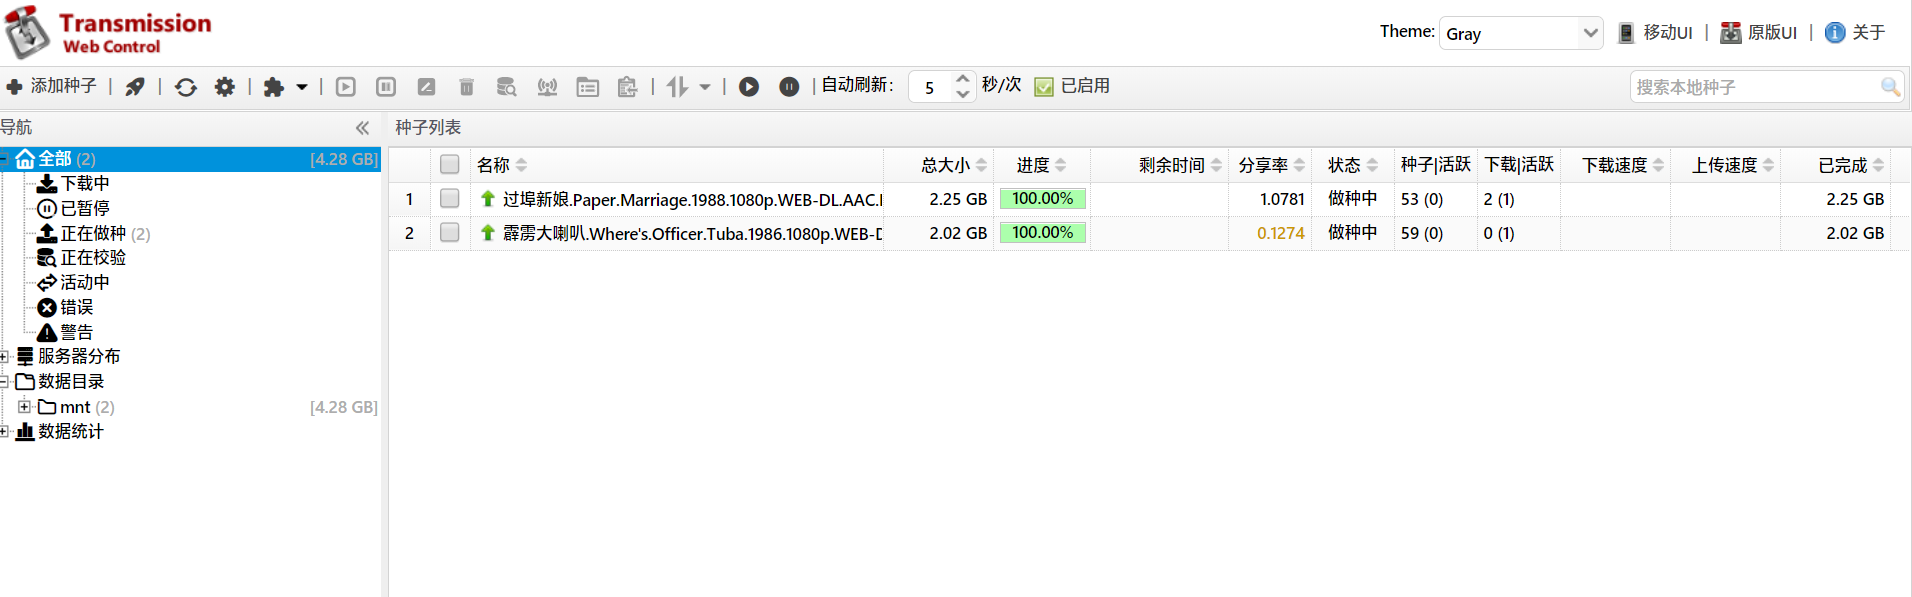 Transmission
Web Control
Theme: Gray 移动UI | 原版UI | 关于
添加种子 | | | | | | 自动刷新： 5 秒/次 已启用 搜索本地种子
导航
种子列表
全部 (2) [4.28 GB]
下载中
已暂停
正在做种 (2)
正在校验
活动中
错误
警告
服务器分布
数据目录
mnt (2) [4.28 GB]
数据统计
名称 总大小 进度 剩余时间 分享率 状态 种子|活跃 下载|活跃 下载速度 上传速度 已完成
1 过埠新娘.Paper.Marriage.1988.1080p.WEB-DL.AAC. 2.25 GB 100.00% 1.0781 做种中 53 (0) 2 (1) 2.25 GB
2 霹雳大喇叭.Where's.Officer.Tuba.1986.1080p.WEB-D 2.02 GB 100.00% 0.1274 做种中 59 (0) 0 (1) 2.02 GB